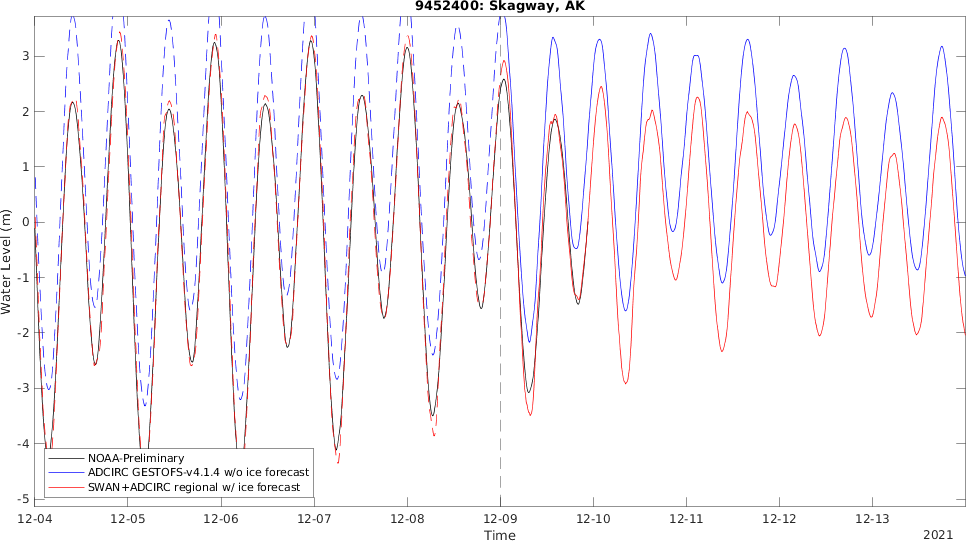 9452400: Skagway, AK
Water Level (m)
3
2
1
0
-1
-2
-3
-4
-5
NOAA-Preliminary
ADCIRC GESTOFS-v4.1.4 w/o ice forecast
SWAN+ADCIRC regional w/ ice forecast
12-04 12-05 12-06 12-07 12-08 12-09 12-10 12-11 12-12 12-13
Time
2021